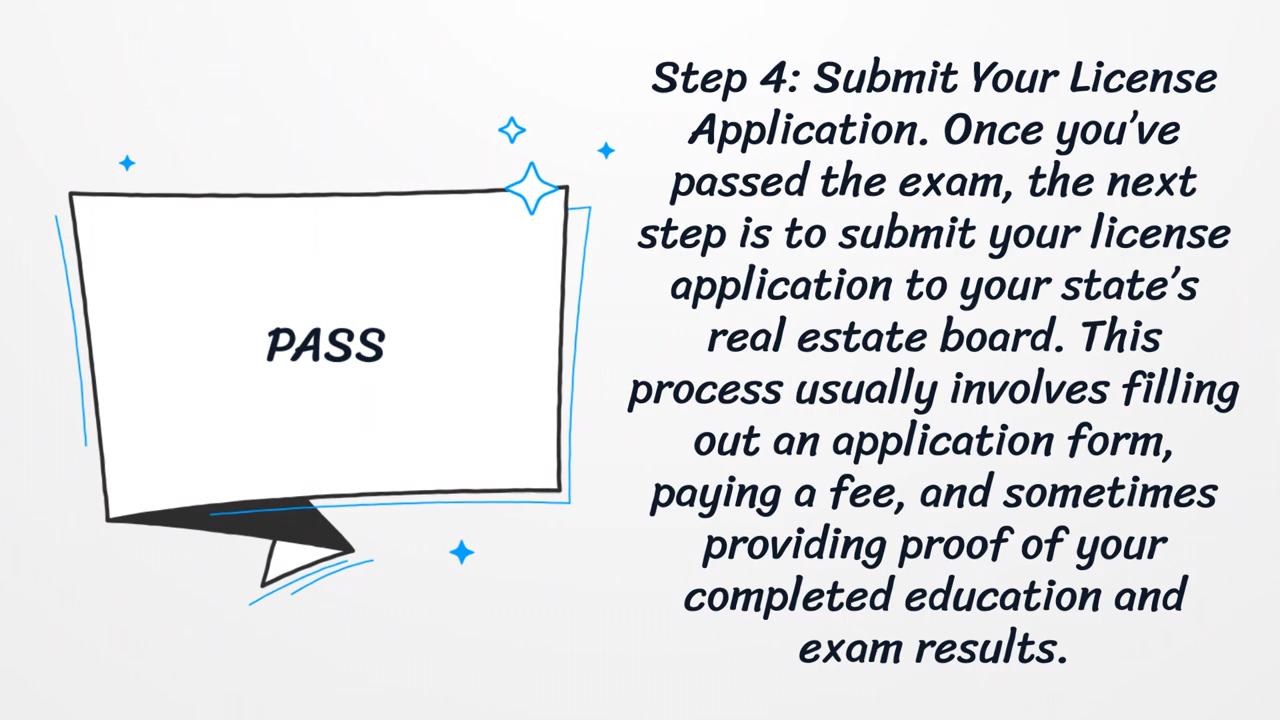 PASS
Step 4: Submit Your License
Application. Once you’ve
passed the exam, the next
step is to submit your license
application to your state’s
real estate board. This
process usually involves filling
out an application form,
paying a fee, and sometimes
providing proof of your
completed education and
exam results.